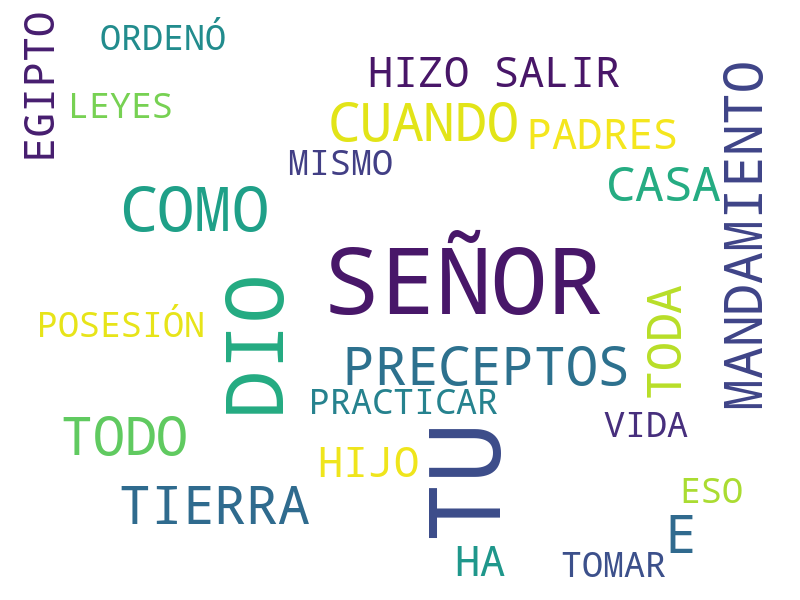 EGIPTO
ORDENÓ
LEYES
HIZO SALIR
CUANDO
PADRES
MISMO
CASA
MANDAMIENTO
COMO
SEÑOR
DIO
POSESIÓN
TODA
PRECEPTOS
PRACTICAR
TODO
VIDA
HIJO
TU
TIERRA
ESO
E
HA
TOMAR